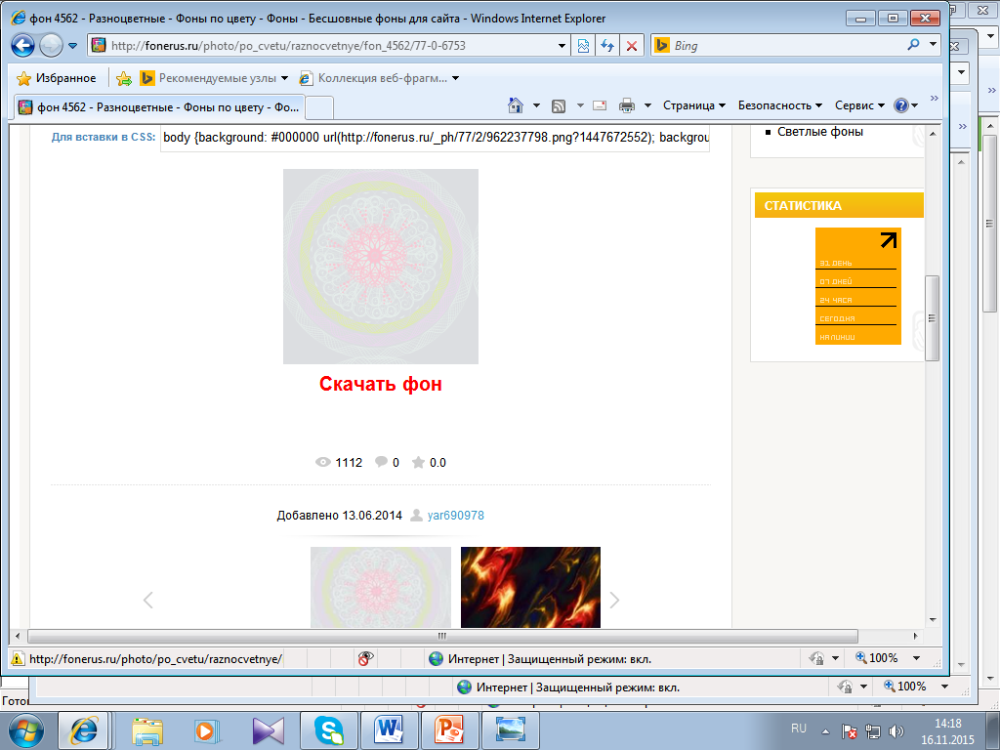 фон 4562 - Разноцветные - Фоны по цвету - Фоны - Бесшовные фоны для сайта - Windows Internet Explorer
http://fonerus.ru/photo/po_cvetu/raznocvetnye/fon_4562/77-0-6753
Bing
Избранное
Рекомендуемые узлы
Коллекция веб-фрагм...
фон 4562 - Разноцветные - Фоны по цвету - Фо...
Страница
Безопасность
Сервис
Для вставки в CSS:
body {background: #000000 url(http://fonerus.ru/_ph/77/2/962237798.png?1447672552); backgrou
Светлые фоны
СТАТИСТИКА
31 ДЕНЬ
07 ДНЕЙ
24 ЧАСА
СЕГОДНЯ
НАЛИНИИ
Скачать фон
1112
0
0.0
Добавлено 13.06.2014
yar690978
http://fonerus.ru/photo/po_cvetu/raznocvetnye/
Интернет | Защищенный режим: вкл.
100%
Интернет | Защищенный режим: вкл.
100%
Гото
RU
14:18
16.11.2015